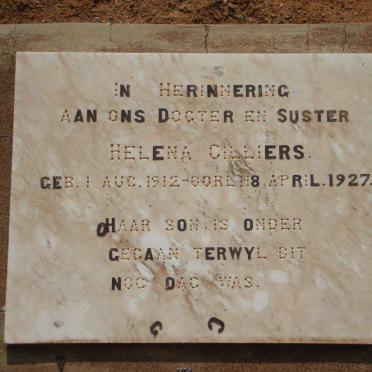 IN HERINNERING
AAN ONS DOGTER EN SUSTER
HELENA CILLIERS.
GEB. 1 AUG. 1912 - OORL. 18 APRIL. 1927.
HAAR SON IS ONDER
GEGAAN TERWYL DIT
NOG DAG WAS.
G C